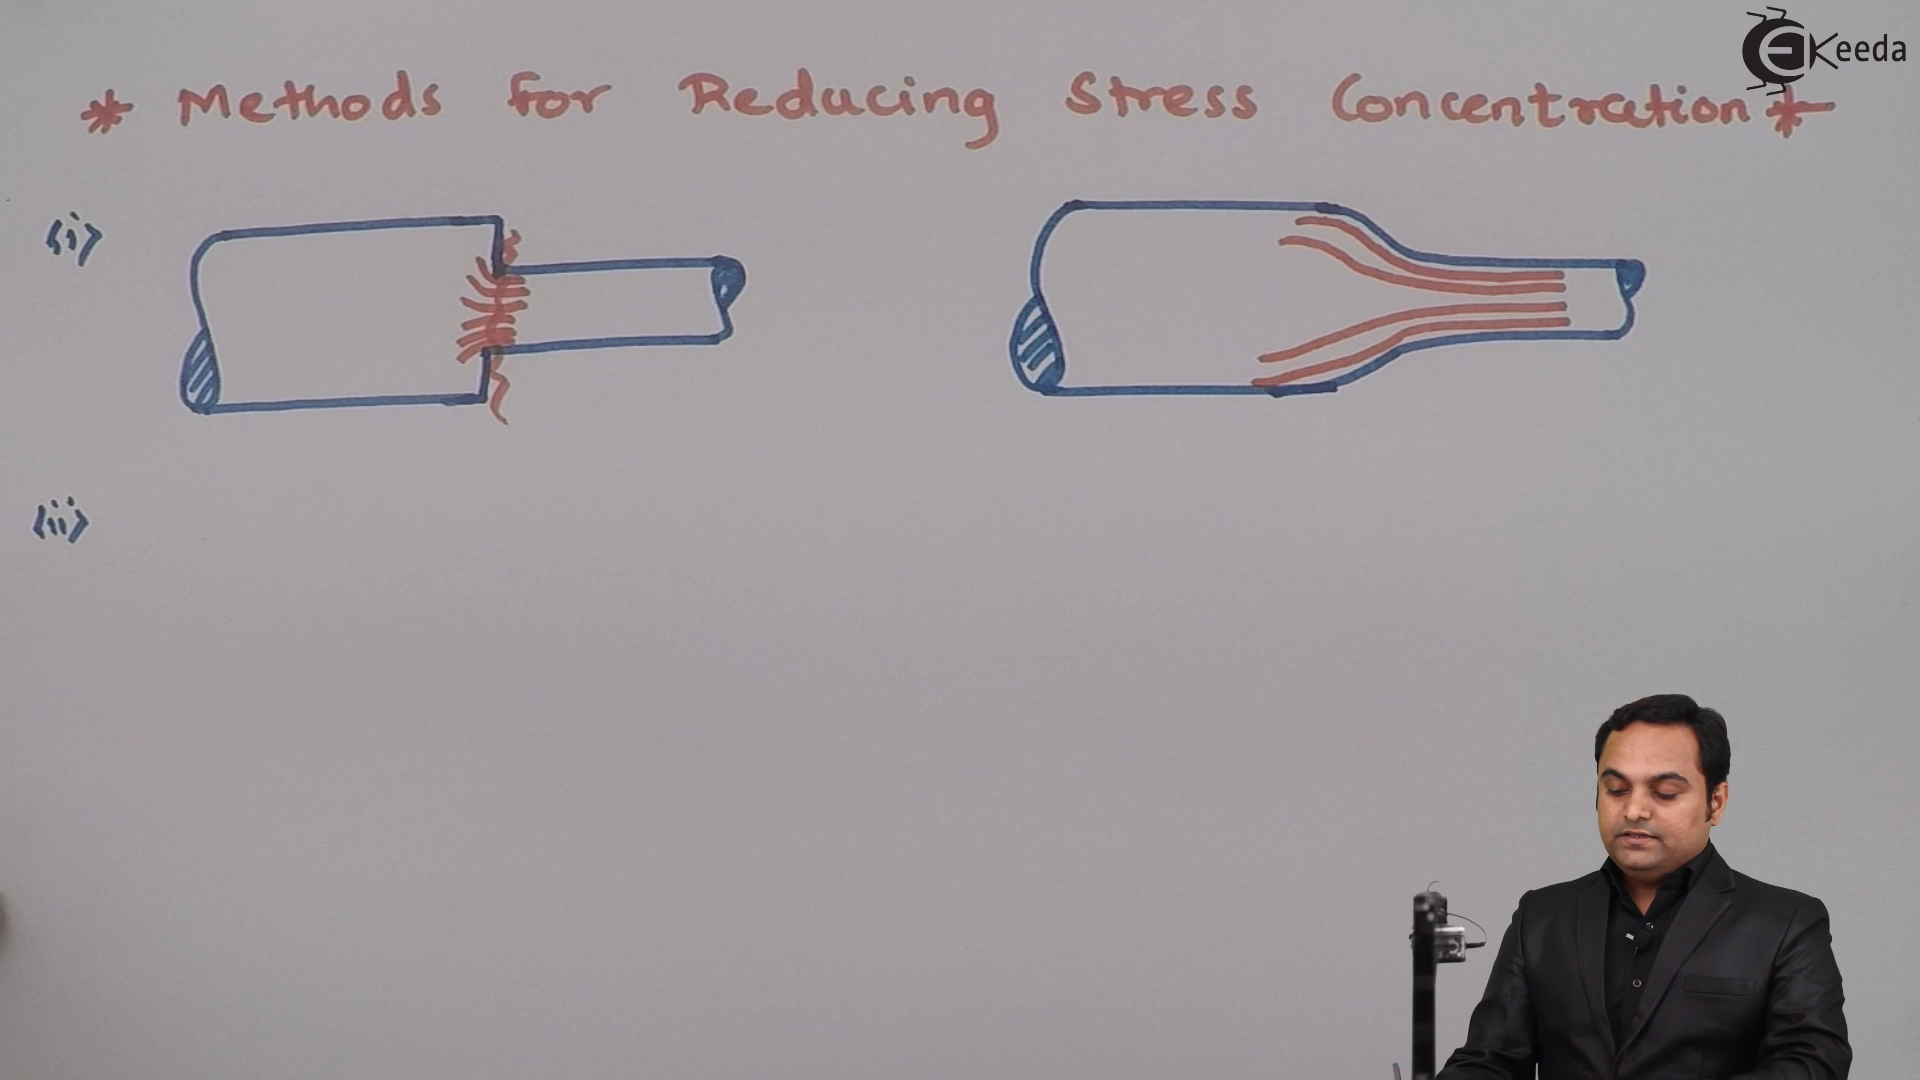 EKeeda
* Methods for Reducing Stress Concentration *
(i)
(ii)